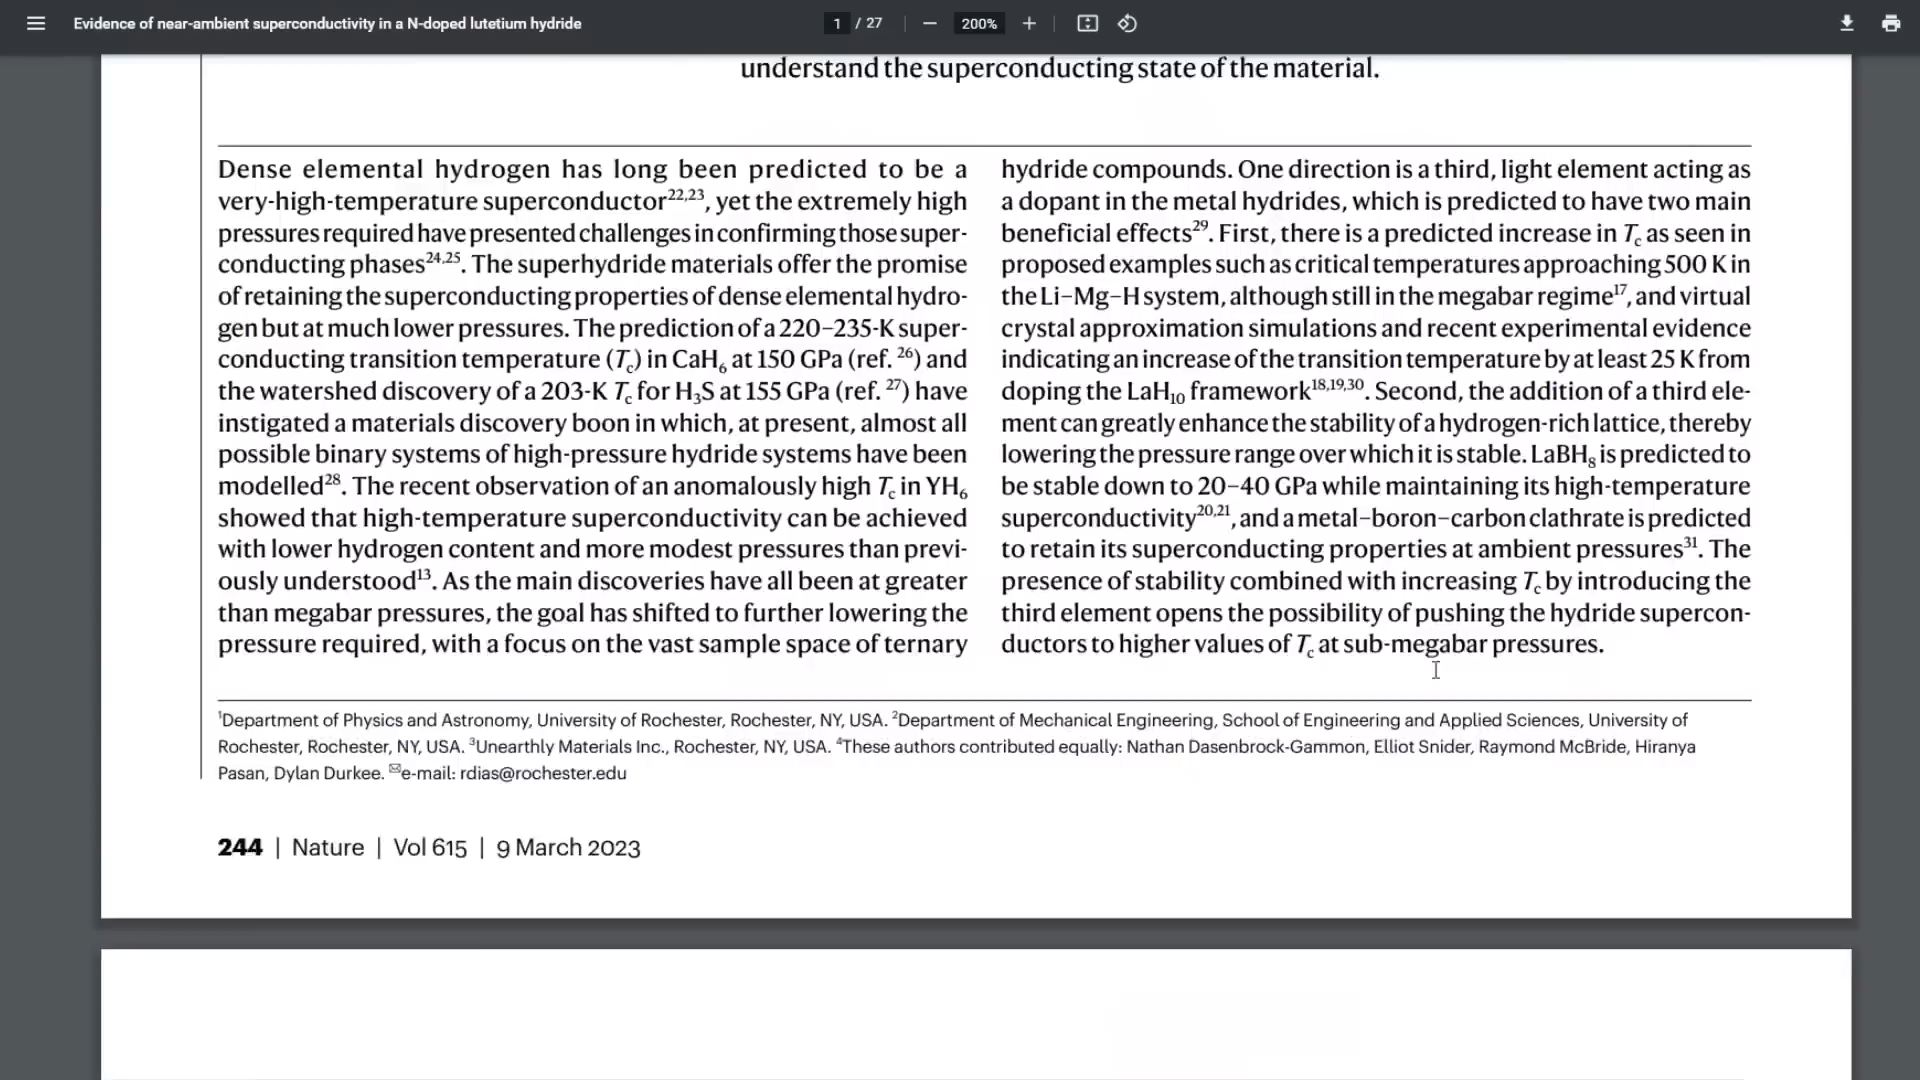 Evidence of near-ambient superconductivity in a N-doped lutetium hydride
1 / 27
200%
understand the superconducting state of the material.
Dense elemental hydrogen has long been predicted to be a
very-high-temperature superconductor22,23, yet the extremely high
pressures required have presented challenges in confirming those super-
conducting phases24,25. The superhydride materials offer the promise
of retaining the superconducting properties of dense elemental hydro-
gen but at much lower pressures. The prediction of a 220–235-K super-
conducting transition temperature (Tc) in CaH6 at 150 GPa (ref. 26) and
the watershed discovery of a 203-K Tc for H3S at 155 GPa (ref. 27) have
instigated a materials discovery boon in which, at present, almost all
possible binary systems of high-pressure hydride systems have been
modelled28. The recent observation of an anomalously high Tc in YH6
showed that high-temperature superconductivity can be achieved
with lower hydrogen content and more modest pressures than previ-
ously understood13. As the main discoveries have all been at greater
than megabar pressures, the goal has shifted to further lowering the
pressure required, with a focus on the vast sample space of ternary
hydride compounds. One direction is a third, light element acting as
a dopant in the metal hydrides, which is predicted to have two main
beneficial effects29. First, there is a predicted increase in Tc as seen in
proposed examples such as critical temperatures approaching 500 K in
the Li–Mg–H system, although still in the megabar regime17, and virtual
crystal approximation simulations and recent experimental evidence
indicating an increase of the transition temperature by at least 25 K from
doping the LaH10 framework18,19,30. Second, the addition of a third ele-
ment can greatly enhance the stability of a hydrogen-rich lattice, thereby
lowering the pressure range over which it is stable. LaBH8 is predicted to
be stable down to 20–40 GPa while maintaining its high-temperature
superconductivity20,21, and a metal–boron–carbon clathrate is predicted
to retain its superconducting properties at ambient pressures31. The
presence of stability combined with increasing Tc by introducing the
third element opens the possibility of pushing the hydride supercon-
ductors to higher values of Tc at sub-megabar pressures.
1Department of Physics and Astronomy, University of Rochester, Rochester, NY, USA. 2Department of Mechanical Engineering, School of Engineering and Applied Sciences, University of
Rochester, Rochester, NY, USA. 3Unearthly Materials Inc., Rochester, NY, USA. 4These authors contributed equally: Nathan Dasenbrock-Gammon, Elliot Snider, Raymond McBride, Hiranya
Pasan, Dylan Durkee. ✉e-mail: rdias@rochester.edu
244 | Nature | Vol 615 | 9 March 2023